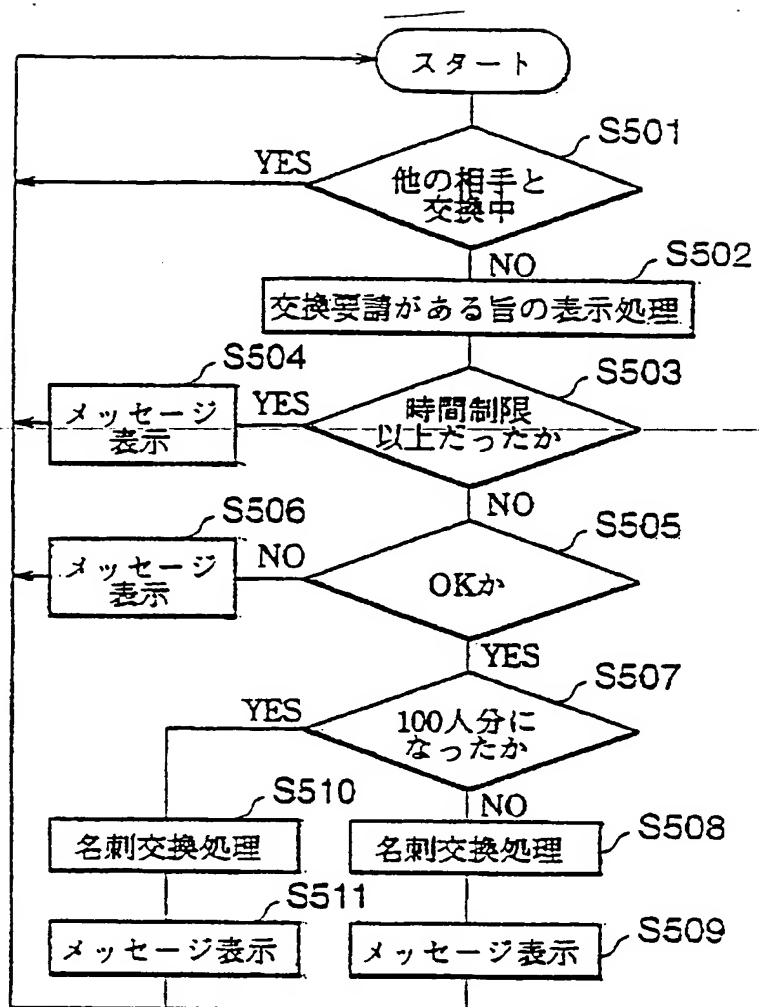 スタート
S501
YES
他の相手と
交換中
NO
S502
交換要請がある旨の表示処理
S504
S503
メッセージ
表示
YES
時間制限
以上だったか
NO
S506
S505
メッセージ
表示
NO
OKか
YES
S507
YES
100人分に
なったか
S510
NO
名刺交換処理
S508
名刺交換処理
S511
メッセージ表示
S509
メッセージ表示